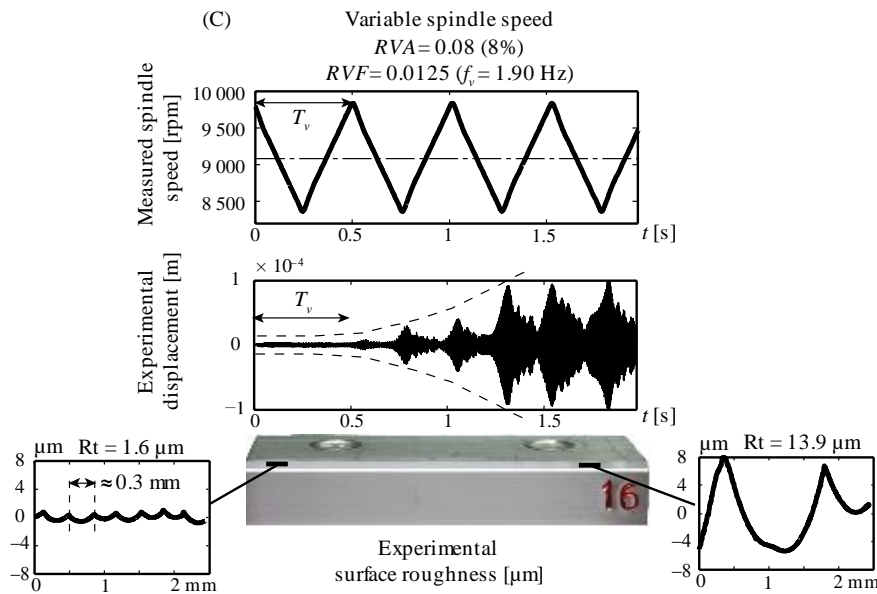 (C) Variable spindle speed
RVA = 0.08 (8%)
RVF = 0.0125 (fv = 1.90 Hz)
Measured spindle
speed [rpm]
10 000
9 500
9 000
8 500
Tv
0 0.5 1 1.5 t [s]
Experimental
displacement [m]
× 10⁻⁴
1
0
−1
Tv
0 0.5 1 1.5 t [s]
µm Rt = 1.6 µm
8
4
0
−4
−8
≈ 0.3 mm
0 1 2 mm
16
Experimental
surface roughness [µm]
µm Rt = 13.9 µm
8
4
0
−4
−8
0 1 2 mm